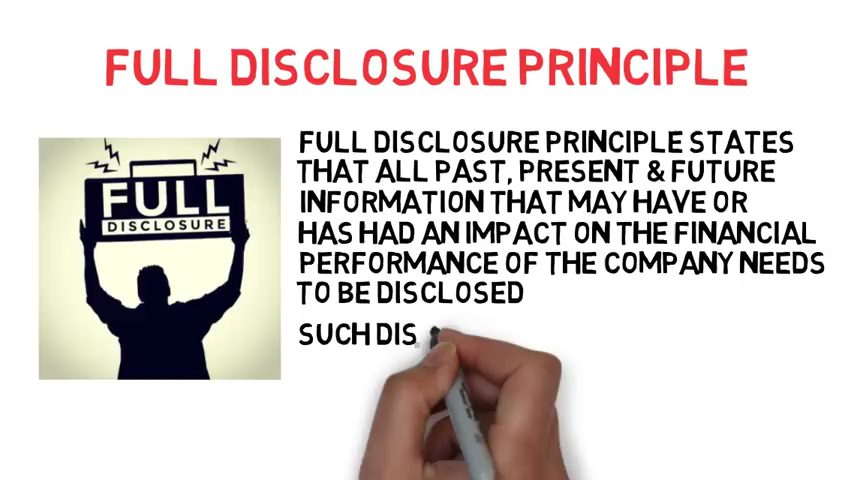 FULL DISCLOSURE PRINCIPLE
FULL
DISCLOSURE
FULL DISCLOSURE PRINCIPLE STATES
THAT ALL PAST, PRESENT & FUTURE
INFORMATION THAT MAY HAVE OR
HAS HAD AN IMPACT ON THE FINANCIAL
PERFORMANCE OF THE COMPANY NEEDS
TO BE DISCLOSED
SUCH DIS